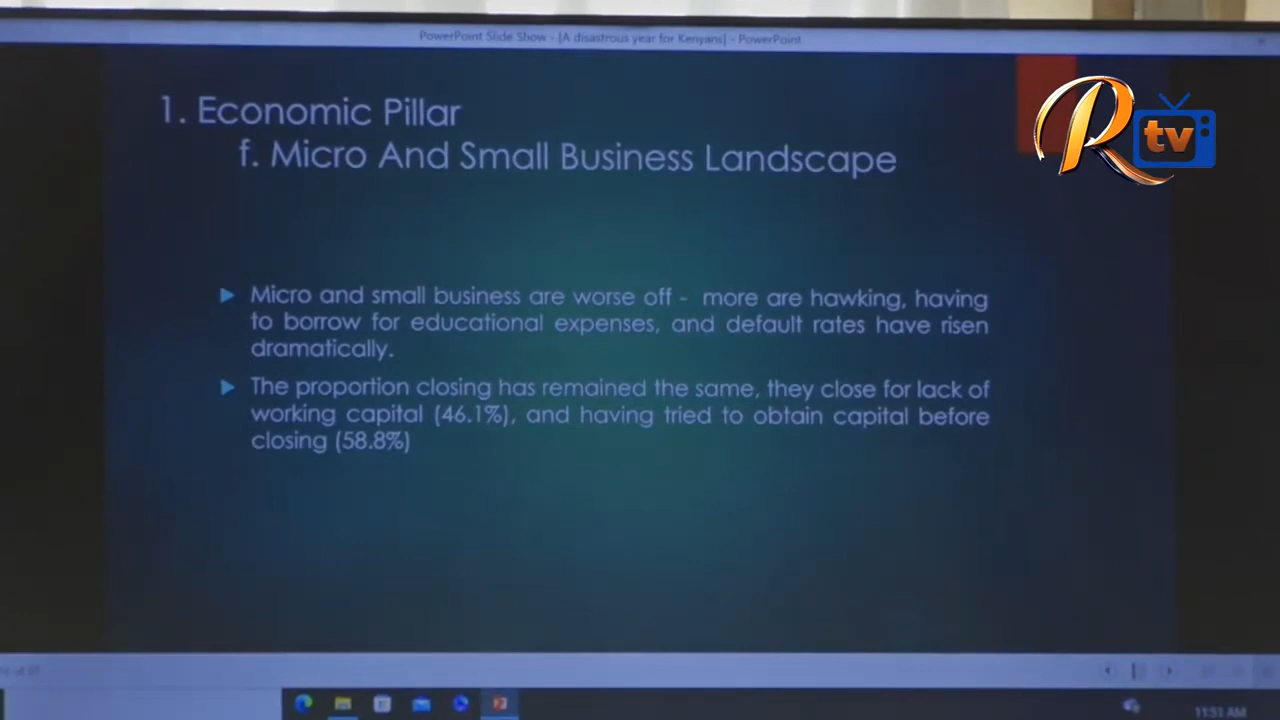 PowerPoint Slide Show - [A disastrous year for Kenyans] - PowerPoint
1. Economic Pillar
f. Micro And Small Business Landscape
R tv
Micro and small business are worse off - more are hawking, having
to borrow for educational expenses, and default rates have risen
dramatically.
The proportion closing has remained the same, they close for lack of
working capital (46.1%), and having tried to obtain capital before
closing (58.8%)
11:51 AM